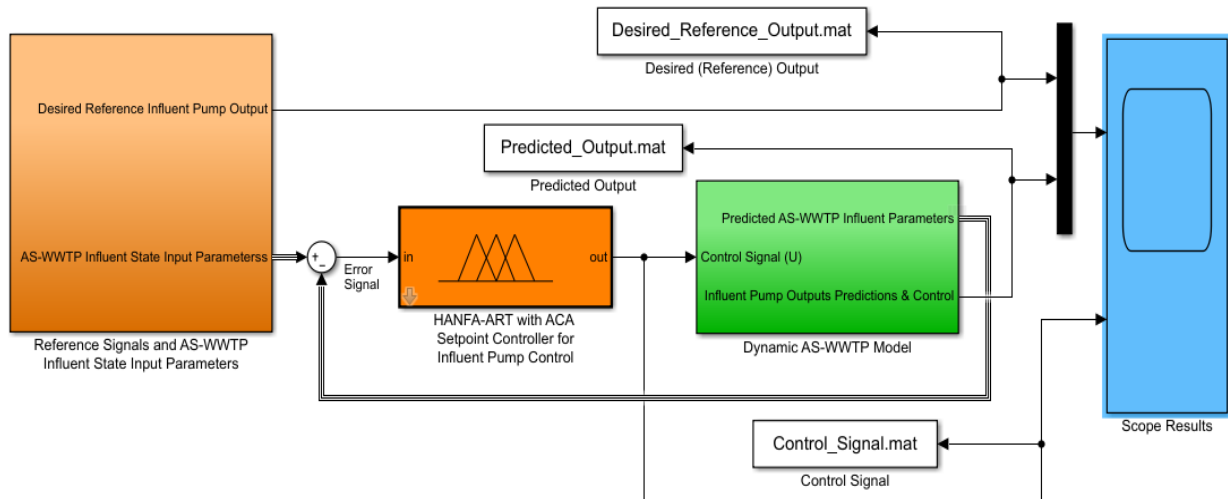 Desired_Reference_Output.mat
Desired (Reference) Output
Desired Reference Influent Pump Output
Predicted_Output.mat
Predicted Output
Predicted AS-WWTP Influent Parameters
AS-WWTP Influent State Input Parameterss
+
−
Error
Signal
in
out
Control Signal (U)
Influent Pump Outputs Predictions & Control
HANFA-ART with ACA
Setpoint Controller for
Influent Pump Control
Dynamic AS-WWTP Model
Reference Signals and AS-WWTP
Influent State Input Parameters
Scope Results
Control_Signal.mat
Control Signal